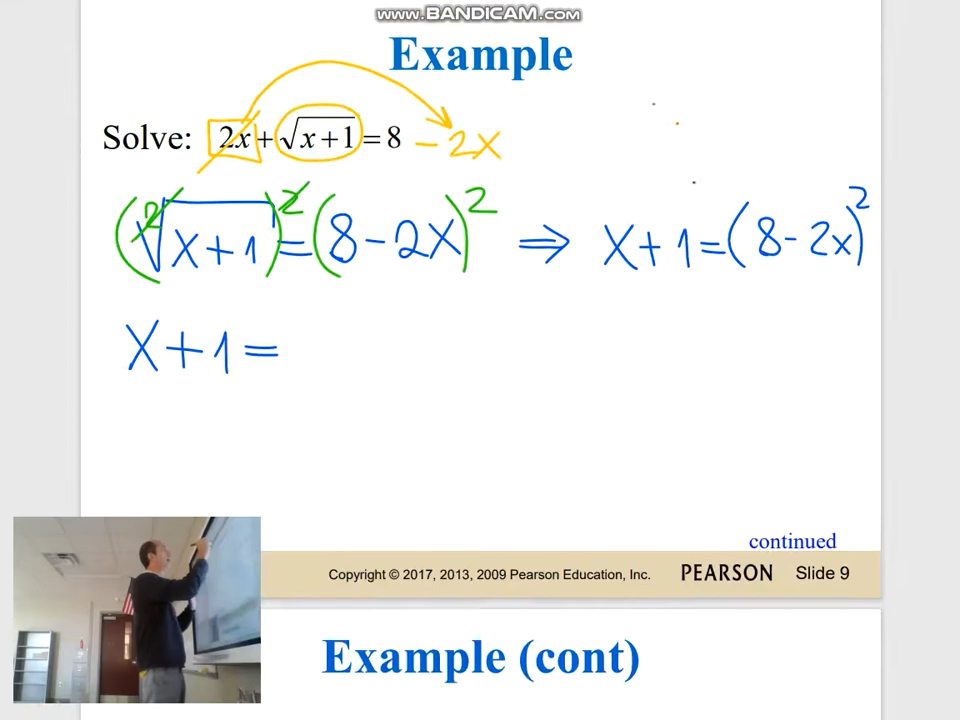 www.BANDICAM.com
Example
Solve: 2x + √x + 1 = 8 - 2x
(²√x + 1)² = (8 - 2x)² ⇒ x + 1 = (8 - 2x)²
x + 1 =
continued
Copyright © 2017, 2013, 2009 Pearson Education, Inc. PEARSON Slide 9
Example (cont)